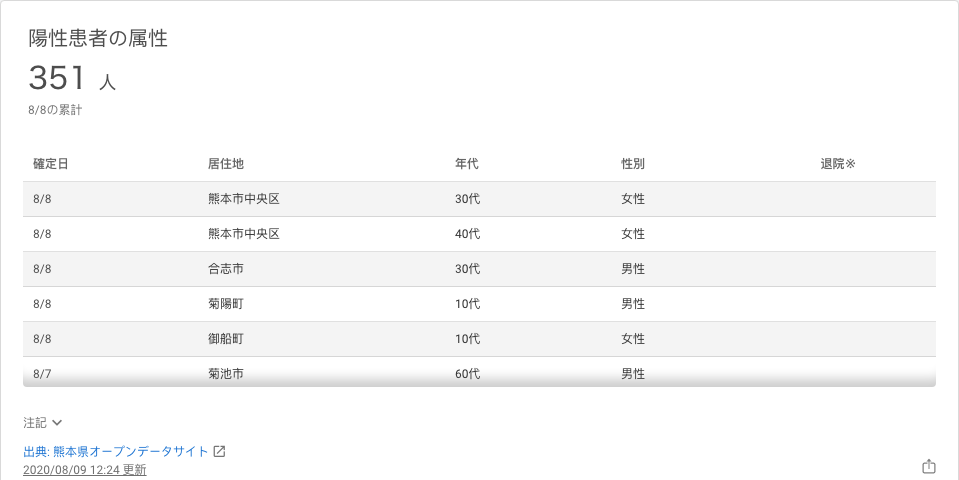 陽性患者の属性
351 人
8/8の累計
確定日 居住地 年代 性別 退院※
8/8 熊本市中央区 30代 女性
8/8 熊本市中央区 40代 女性
8/8 合志市 30代 男性
8/8 菊陽町 10代 男性
8/8 御船町 10代 女性
8/7 菊池市 60代 男性
注記
出典: 熊本県オープンデータサイト
2020/08/09 12:24 更新